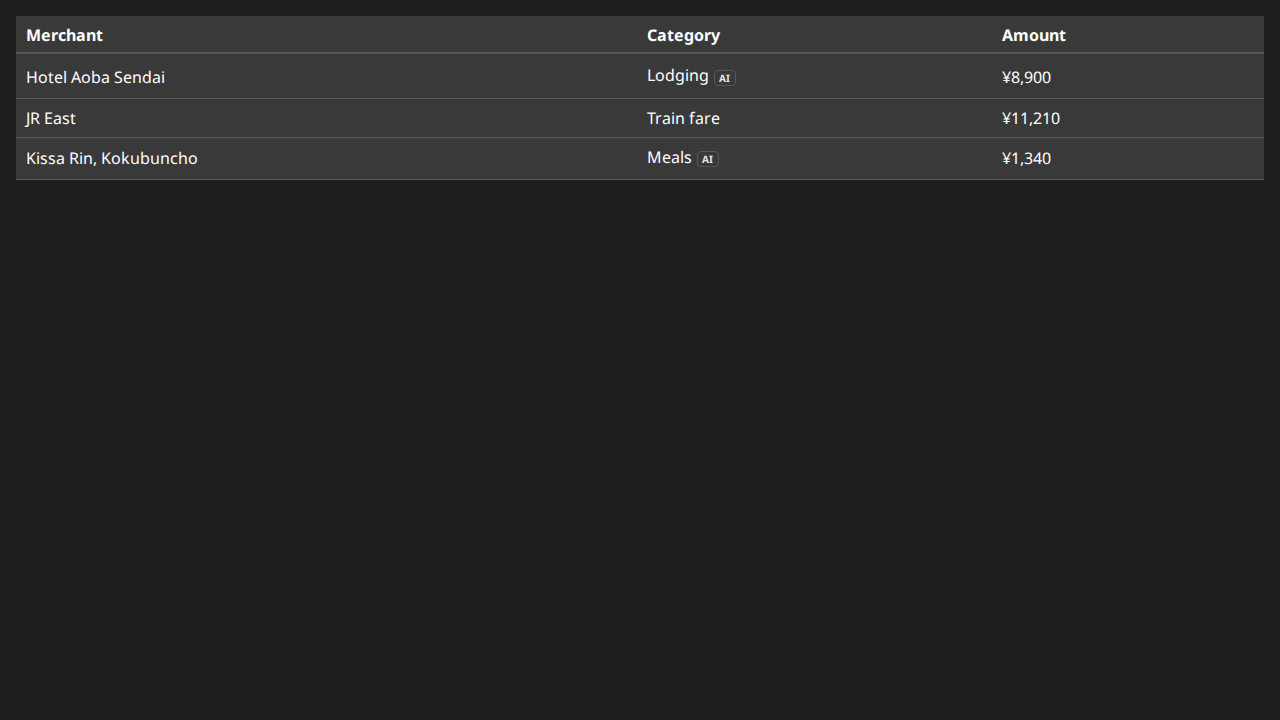 Merchant Category Amount
Hotel Aoba Sendai Lodging AI ¥8,900
JR East Train fare ¥11,210
Kissa Rin, Kokubuncho Meals AI ¥1,340